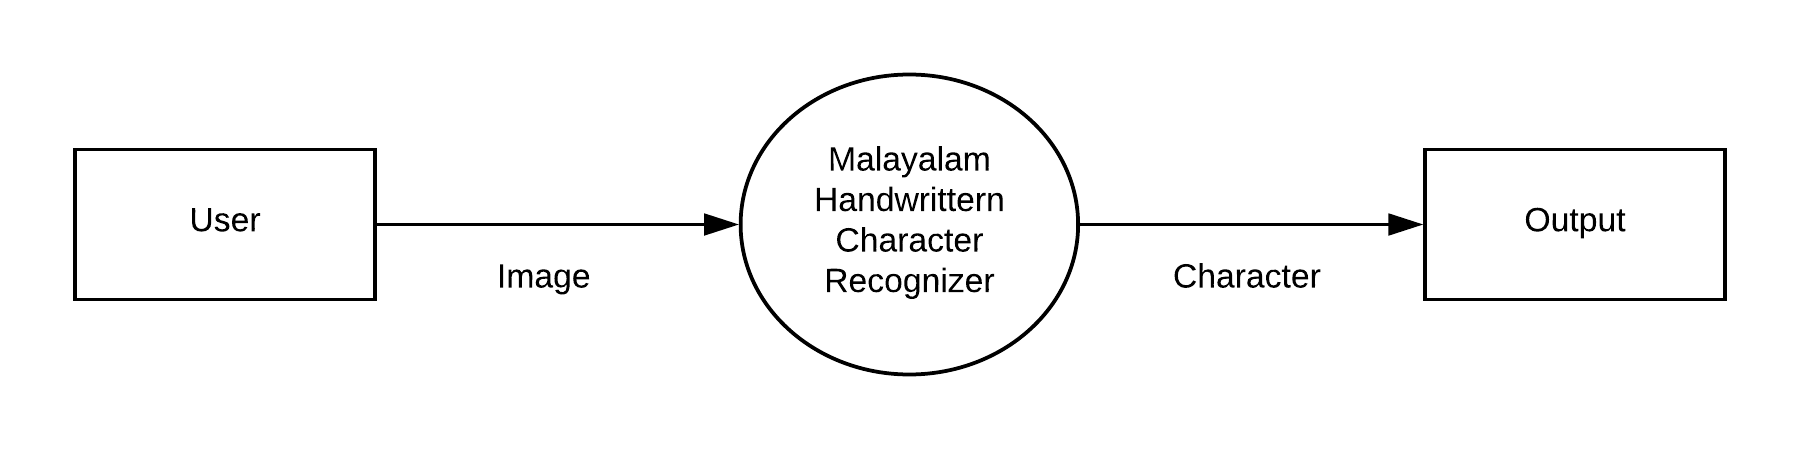 User
Image
Malayalam
Handwrittern
Character
Recognizer
Character
Output